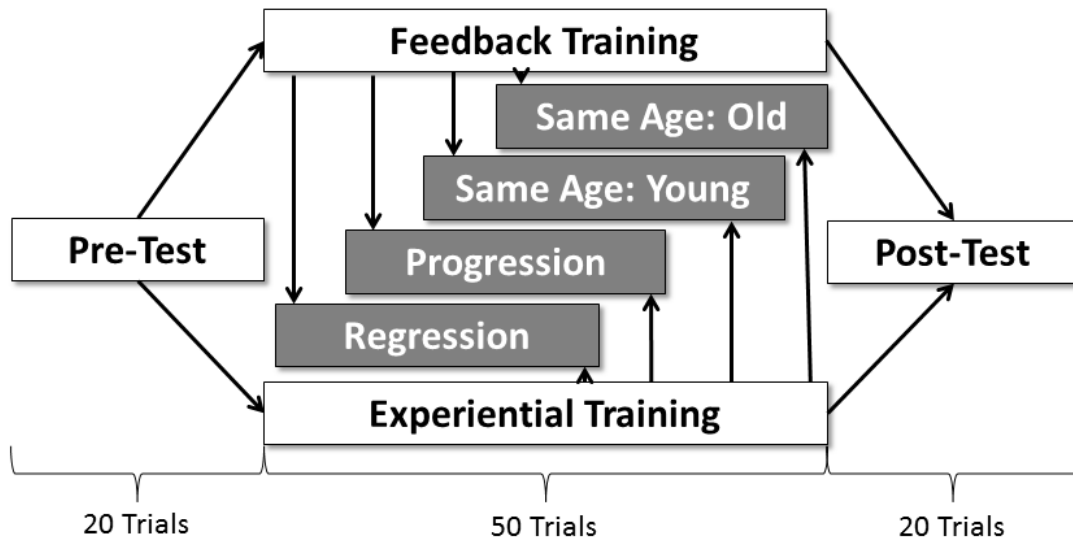 Feedback Training
Same Age: Old
Same Age: Young
Pre-Test
Progression
Post-Test
Regression
Experiential Training
20 Trials
50 Trials
20 Trials